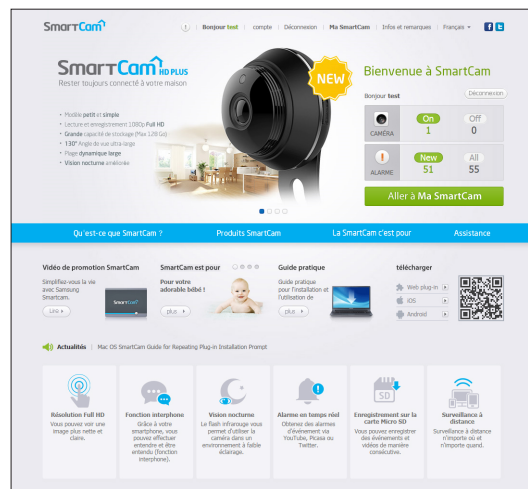 SmartCam
Bonjour test | compte | Déconnexion | Ma SmartCam | Infos et remarques | Français
SmartCam HD PLUS
Rester toujours connecté à votre maison
• Modèle petit et simple
• Lecture et enregistrement 1080p Full HD
• Grande capacité de stockage (Max 128 Go)
• 130° Angle de vue ultra-large
• Plage dynamique large
• Vision nocturne améliorée
NEW
Bienvenue à SmartCam
Bonjour test
Déconnexion
CAMÉRA
On
1
Off
0
ALARME
New
51
All
55
Aller à Ma SmartCam
Qu'est-ce que SmartCam ?
Produits SmartCam
La SmartCam c'est pour
Assistance
Vidéo de promotion SmartCam
Simplifiez-vous la vie
avec Samsung
Smartcam.
SmartCam
SmartCam est pour
Pour votre
adorable bébé !
plus
Guide pratique
Guide pratique
pour l'installation et
l'utilisation de
plus
télécharger
Web plug-in
iOS
Android
Actualités | Mac OS SmartCam Guide for Repeating Plug-in Installation Prompt
Résolution Full HD
Vous pouvez voir une
image plus nette et
claire.
Fonction interphone
Grâce à votre
smartphone, vous
pouvez effectuer
entendre et être
entendu (fonction
interphone).
Vision nocturne
Le flash infrarouge vous
permet d'utiliser la
caméra dans un
environnement à faible
éclairage.
Alarme en temps réel
Obtenez des alarmes
d'événement via
YouTube, Picasa ou
Twitter.
SD
Enregistrement sur la
carte Micro SD
Vous pouvez enregistrer
des événements et
vidéos de manière
consécutive.
Surveillance à
distance
Surveillance à distance
n'importe où et
n'importe quand.